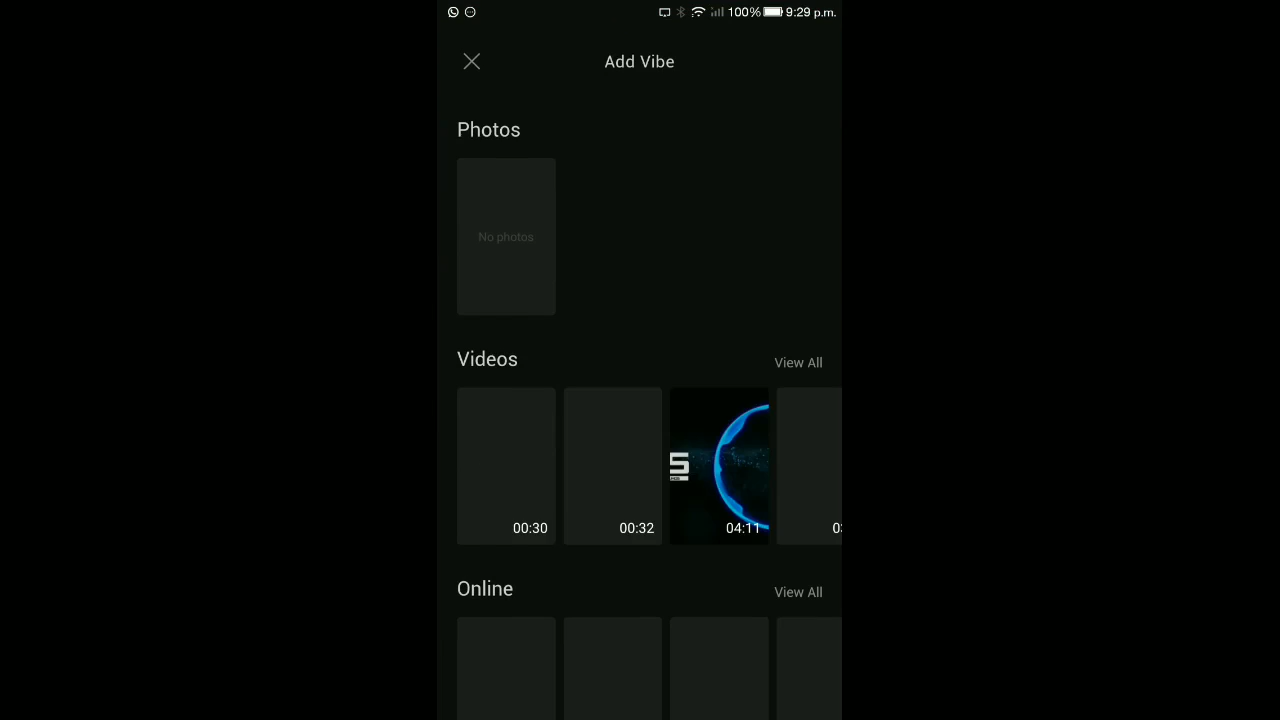 100% 9:29 p.m.
Add Vibe
Photos
No photos
Videos
View All
00:30
00:32
5
04:11
Online
View All